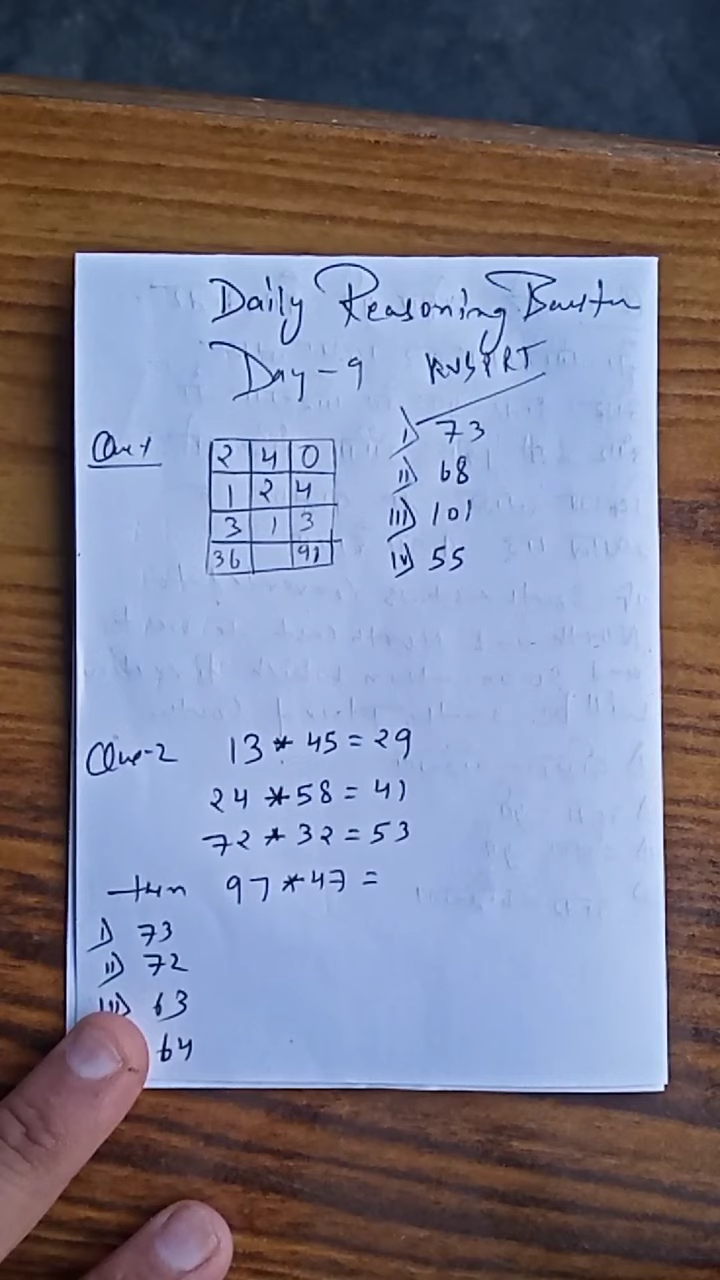 Daily Reasoning Baustu
Day-9
Que 1
2 4 0
1 2 4
3 1 3
36 91
i) 73
ii) 68
iii) 101
iv) 55
Que-2 13 * 45 = 29
24 * 58 = 41
72 * 32 = 53
then 97 * 47 =
i) 73
ii) 72
iii) 63
64